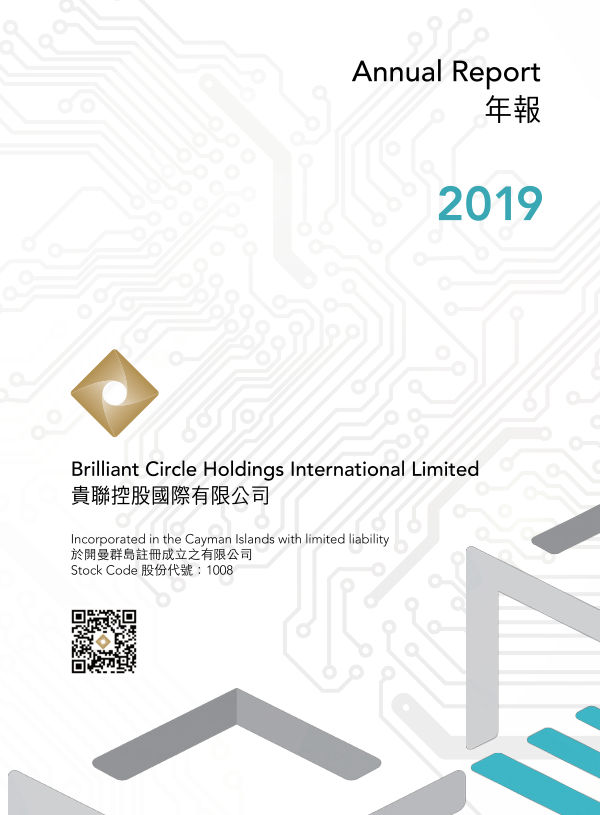 Annual Report
年報
2019
Brilliant Circle Holdings International Limited
貴聯控股國際有限公司
Incorporated in the Cayman Islands with limited liability
於開曼群島註冊成立之有限公司
Stock Code 股份代號：1008